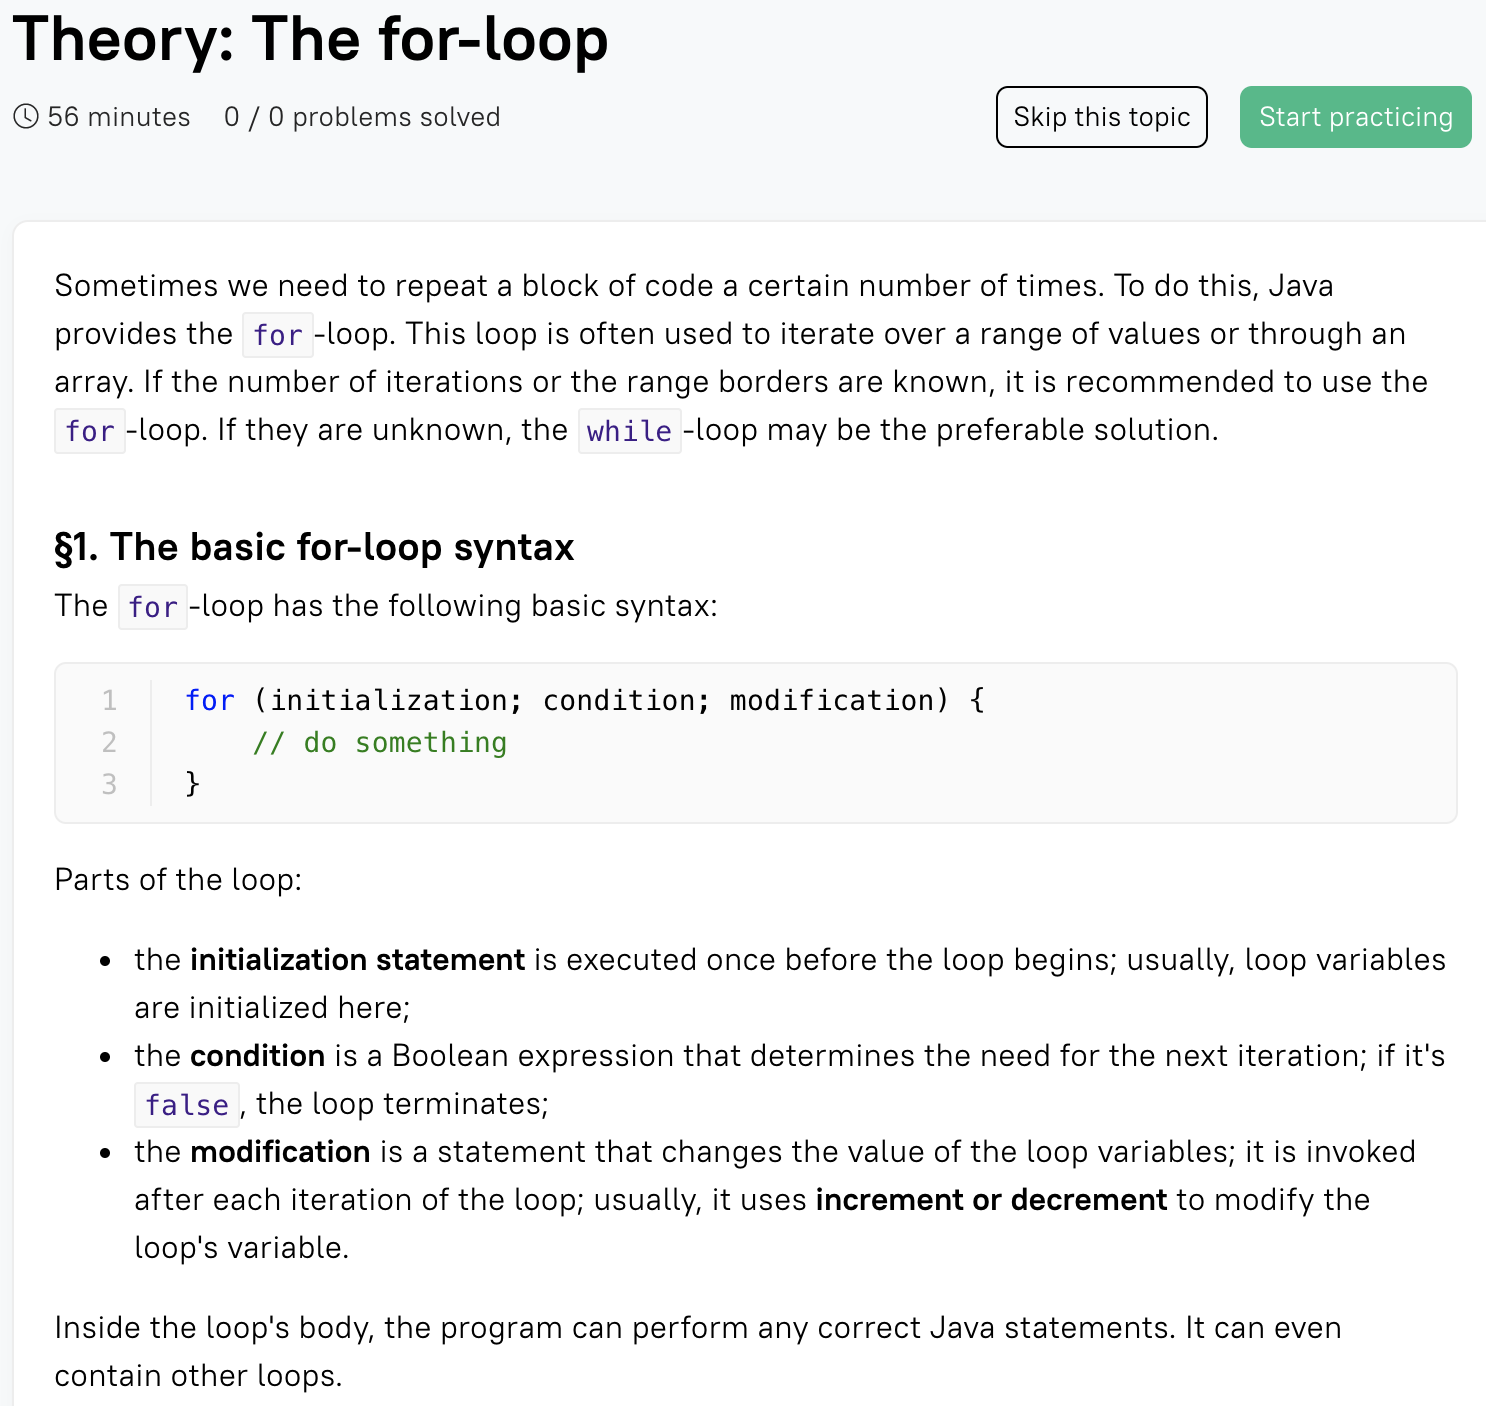 Theory: The for-loop
56 minutes 0 / 0 problems solved
Skip this topic
Start practicing
Sometimes we need to repeat a block of code a certain number of times. To do this, Java
provides the for-loop. This loop is often used to iterate over a range of values or through an
array. If the number of iterations or the range borders are known, it is recommended to use the
for-loop. If they are unknown, the while-loop may be the preferable solution.
§1. The basic for-loop syntax
The for-loop has the following basic syntax:
1 for (initialization; condition; modification) {
2     // do something
3 }
Parts of the loop:
• the initialization statement is executed once before the loop begins; usually, loop variables
are initialized here;
• the condition is a Boolean expression that determines the need for the next iteration; if it's
false, the loop terminates;
• the modification is a statement that changes the value of the loop variables; it is invoked
after each iteration of the loop; usually, it uses increment or decrement to modify the
loop's variable.
Inside the loop's body, the program can perform any correct Java statements. It can even
contain other loops.